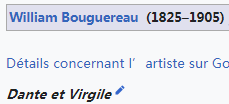 William Bouguereau (1825–1905)
Détails concernant l’artiste sur Go
Dante et Virgile